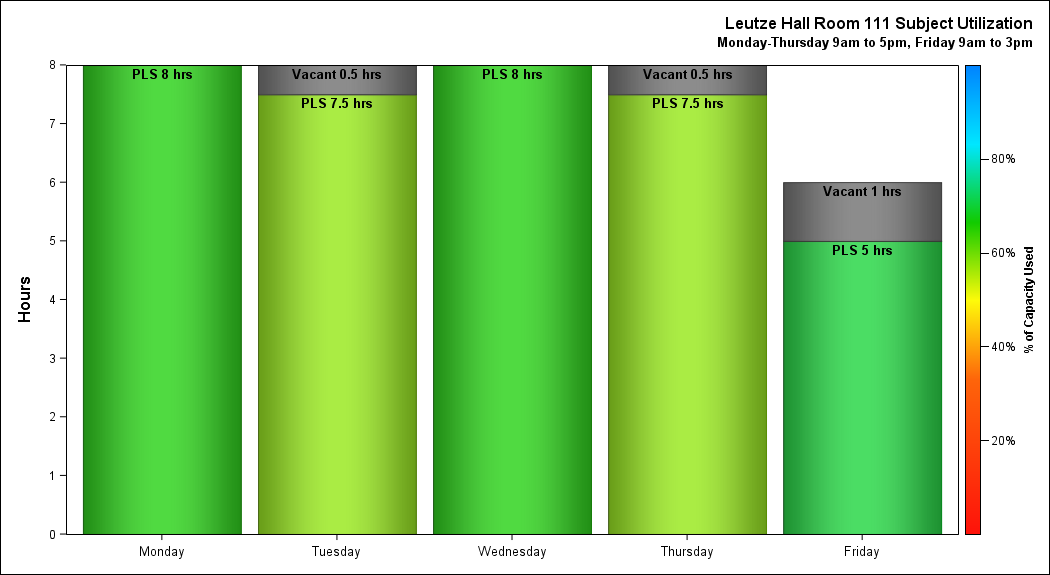 Leutze Hall Room 111 Subject Utilization
Monday-Thursday 9am to 5pm, Friday 9am to 3pm
Hours
8
7
6
5
4
3
2
1
0
PLS 8 hrs
Vacant 0.5 hrs
PLS 7.5 hrs
PLS 8 hrs
Vacant 0.5 hrs
PLS 7.5 hrs
Vacant 1 hrs
PLS 5 hrs
Monday
Tuesday
Wednesday
Thursday
Friday
80%
60%
40%
20%
% of Capacity Used